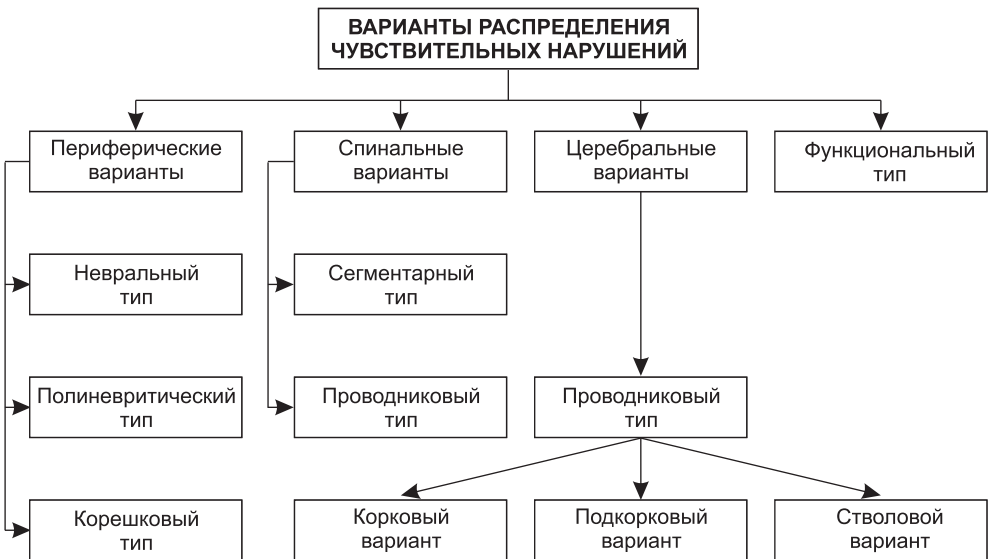 ВАРИАНТЫ РАСПРЕДЕЛЕНИЯ
ЧУВСТВИТЕЛЬНЫХ НАРУШЕНИЙ
Периферические
варианты
Спинальные
варианты
Церебральные
варианты
Функциональный
тип
Невральный
тип
Сегментарный
тип
Полиневритический
тип
Проводниковый
тип
Проводниковый
тип
Корешковый
тип
Корковый
вариант
Подкорковый
вариант
Стволовой
вариант